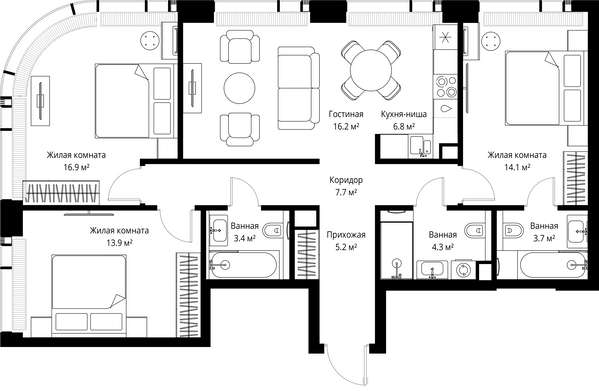 Гостиная
16.2 м²
Кухня-ниша
6.8 м²
Жилая комната
16.9 м²
Жилая комната
14.1 м²
Коридор
7.7 м²
Жилая комната
13.9 м²
Ванная
3.4 м²
Прихожая
5.2 м²
Ванная
4.3 м²
Ванная
3.7 м²